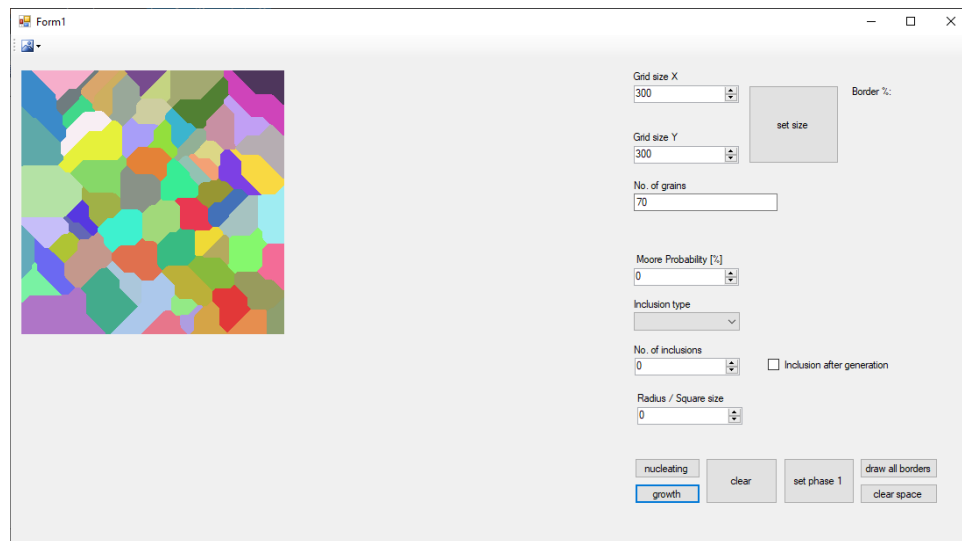 Form1
Grid size X
300
Border %:
set size
Grid size Y
300
No. of grains
70
Moore Probability [%]
0
Inclusion type
No. of inclusions
0
Inclusion after generation
Radius / Square size
0
nucleating
clear
set phase 1
draw all borders
growth
clear space